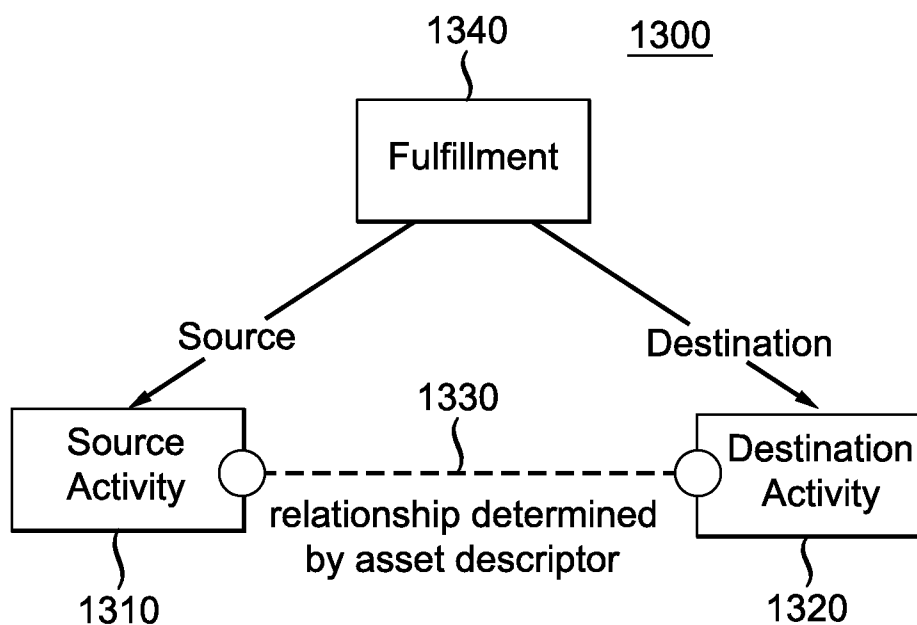 1340
1300
Fulfillment
Source
Destination
1330
Source
Activity
Destination
Activity
relationship determined
by asset descriptor
1310
1320